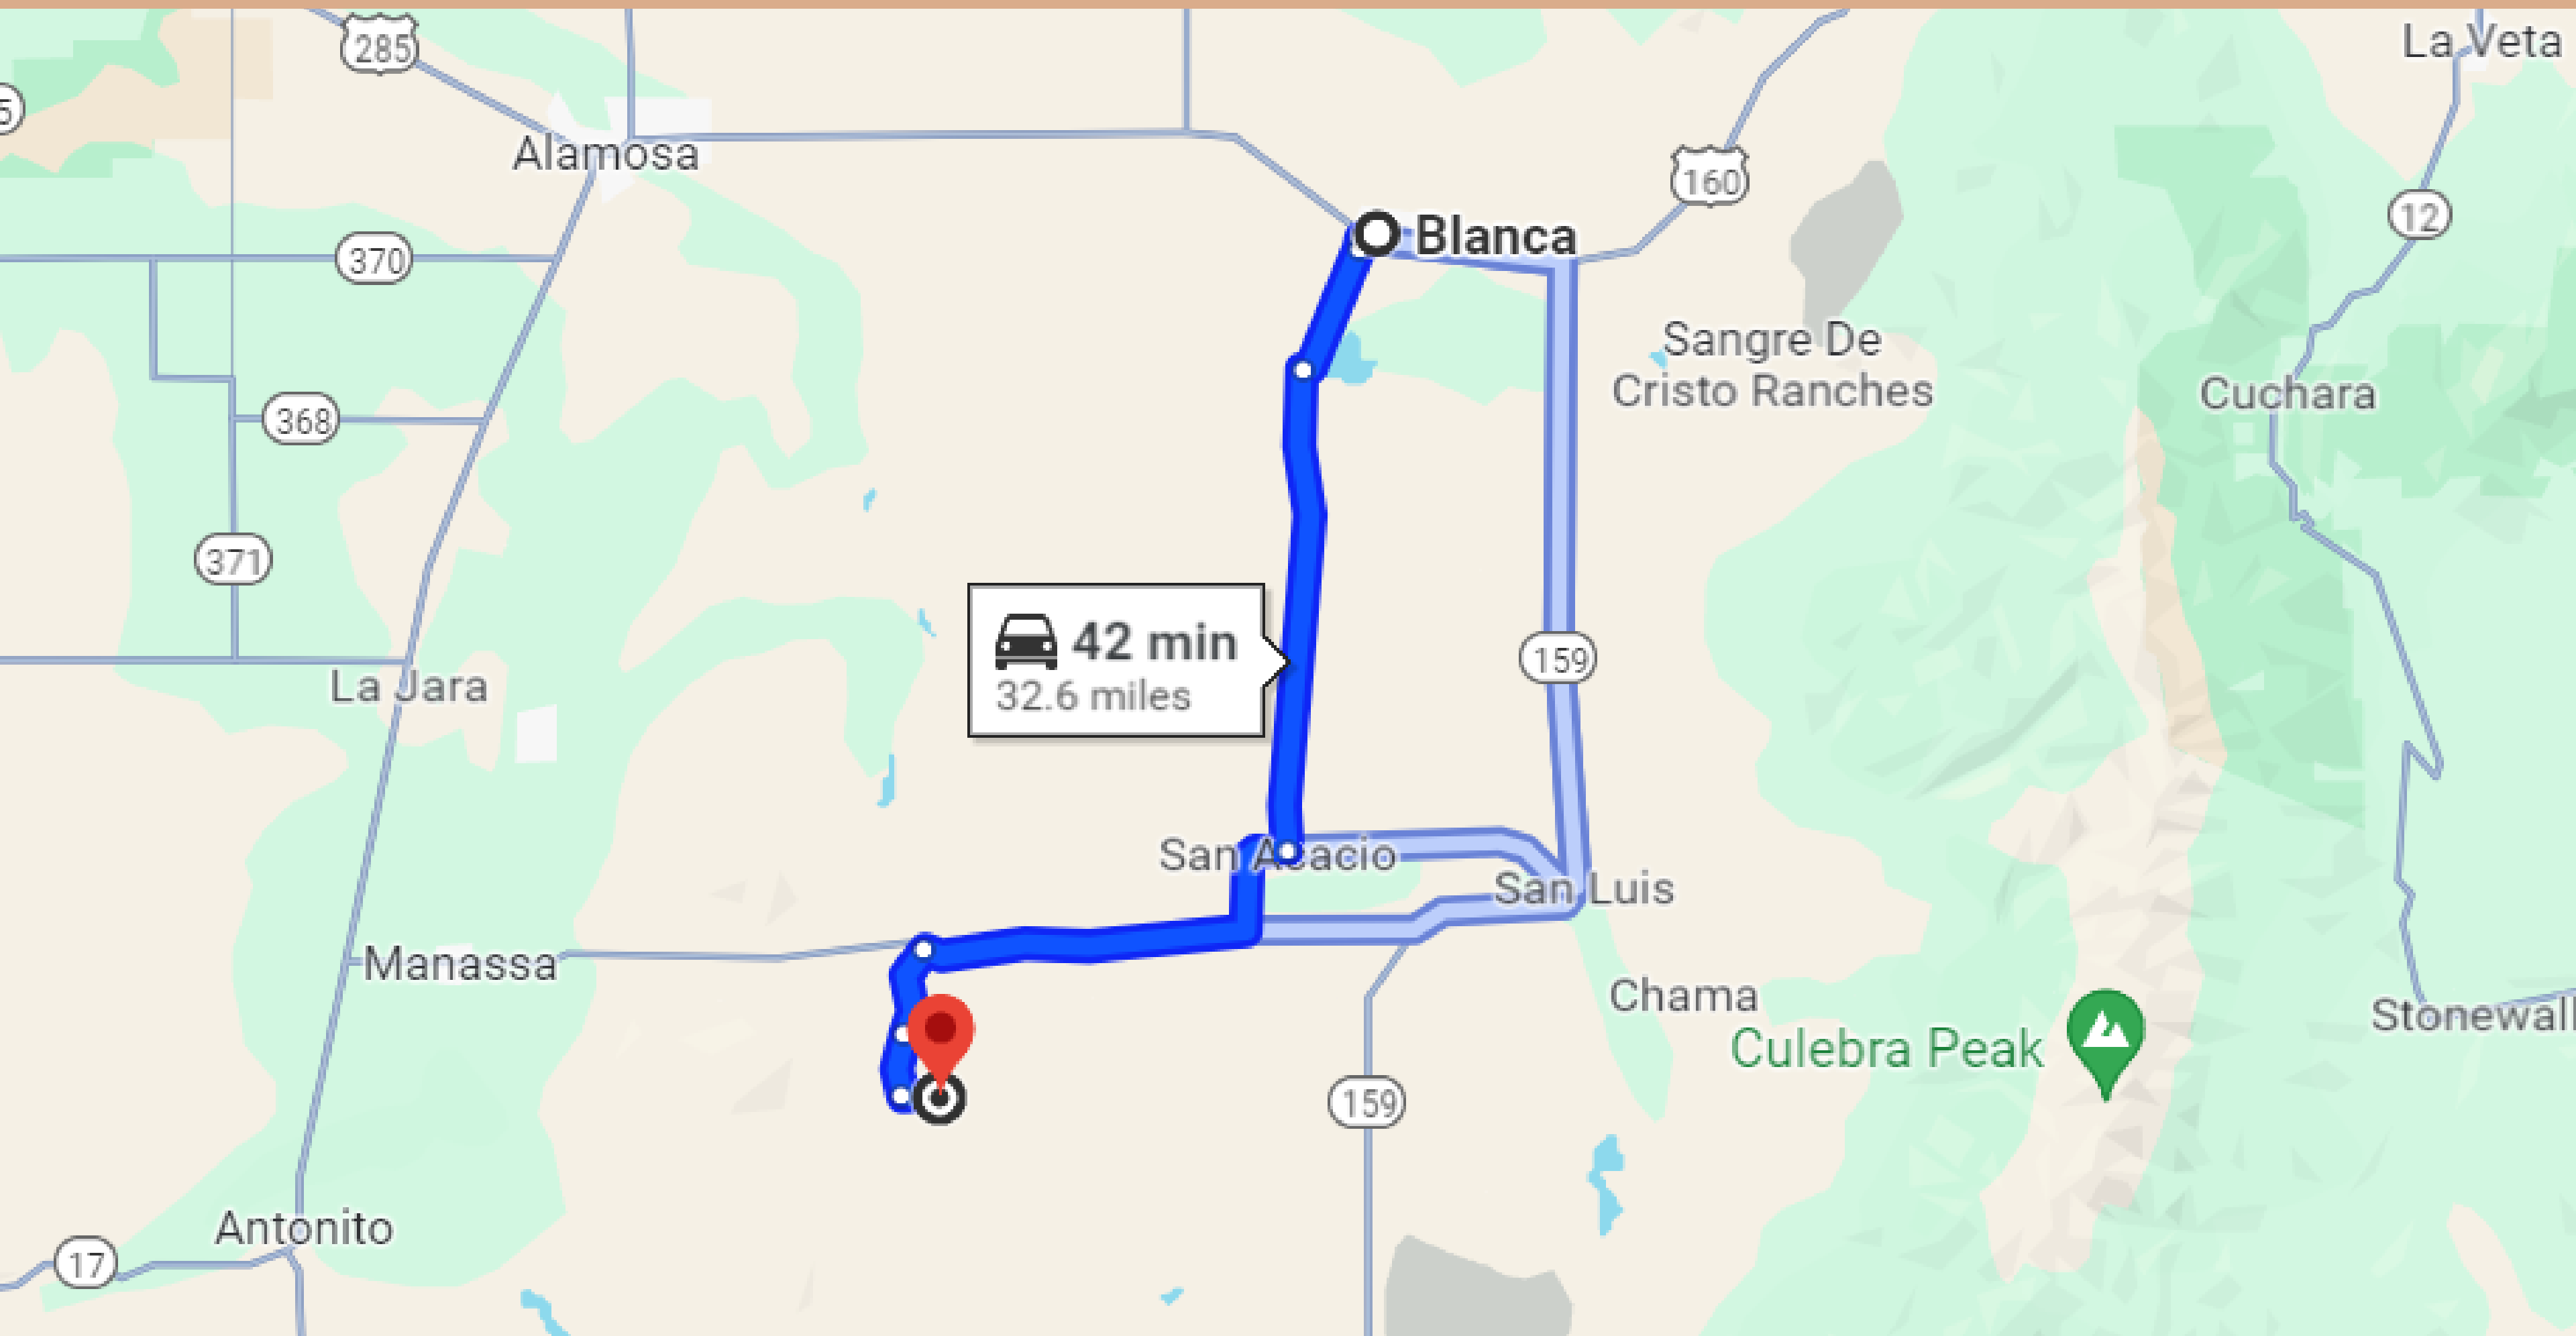 La Veta
285
5
Alamosa
160
12
Blanca
370
Sangre De
Cristo Ranches
Cuchara
368
371
42 min
32.6 miles
159
La Jara
San Acacio
San Luis
Manassa
Chama
Stonewall
Culebra Peak
159
Antonito
17